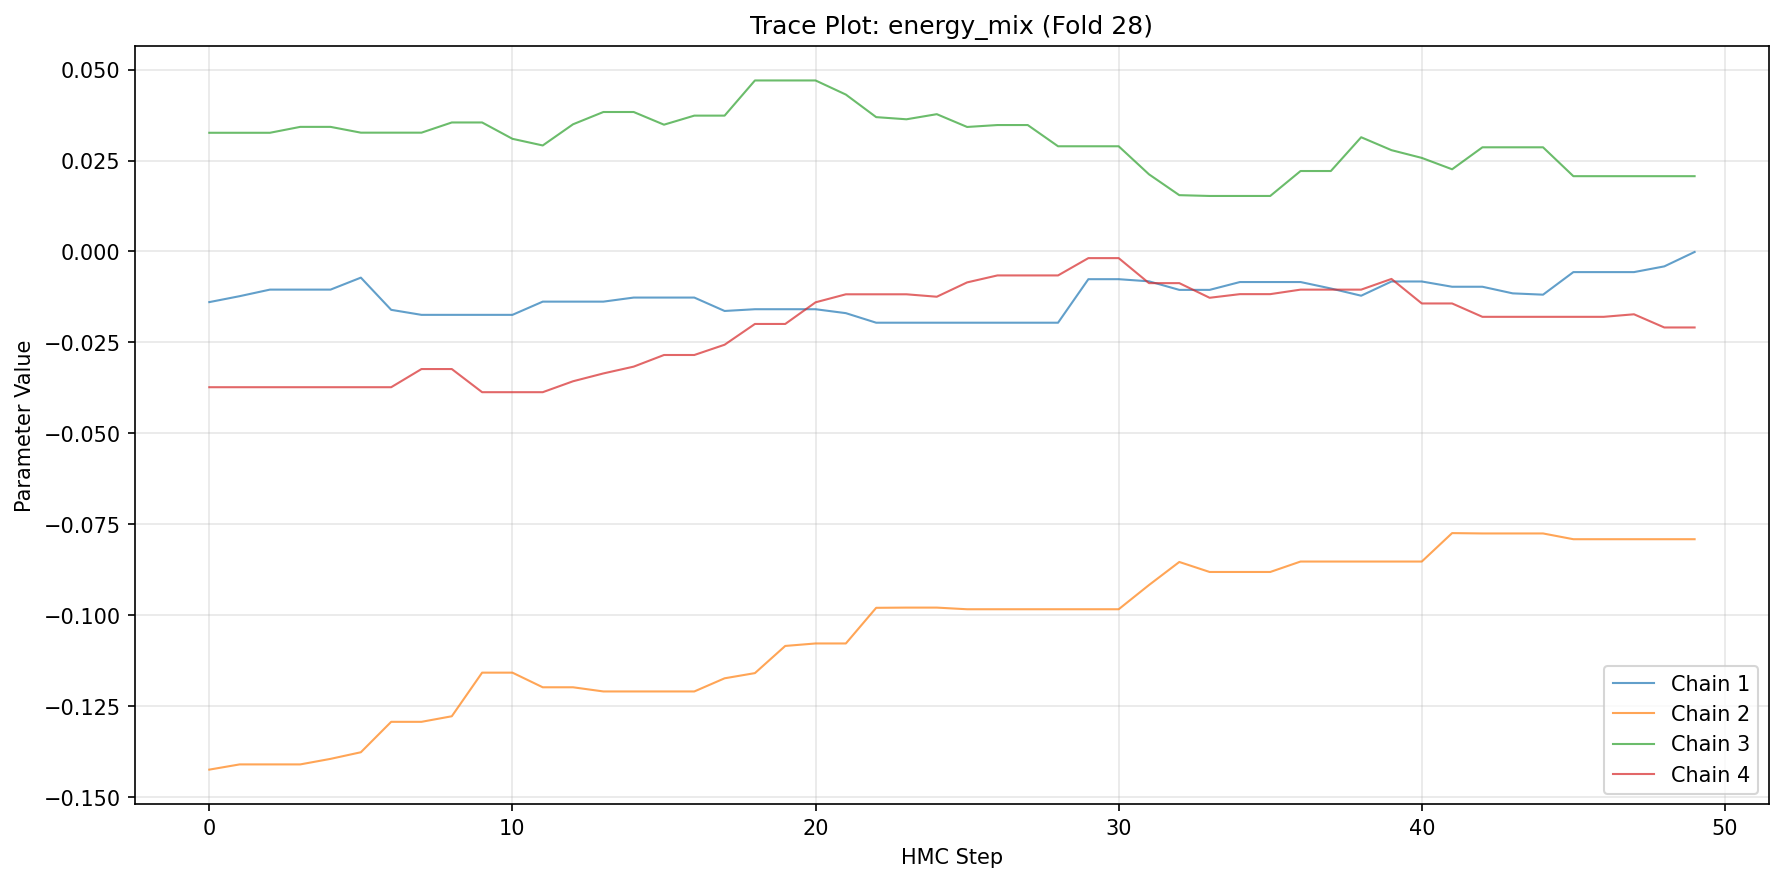 Trace Plot: energy_mix (Fold 28)
Parameter Value
0.050
0.025
0.000
−0.025
−0.050
−0.075
−0.100
−0.125
−0.150
0 10 20 30 40 50
HMC Step
Chain 1
Chain 2
Chain 3
Chain 4